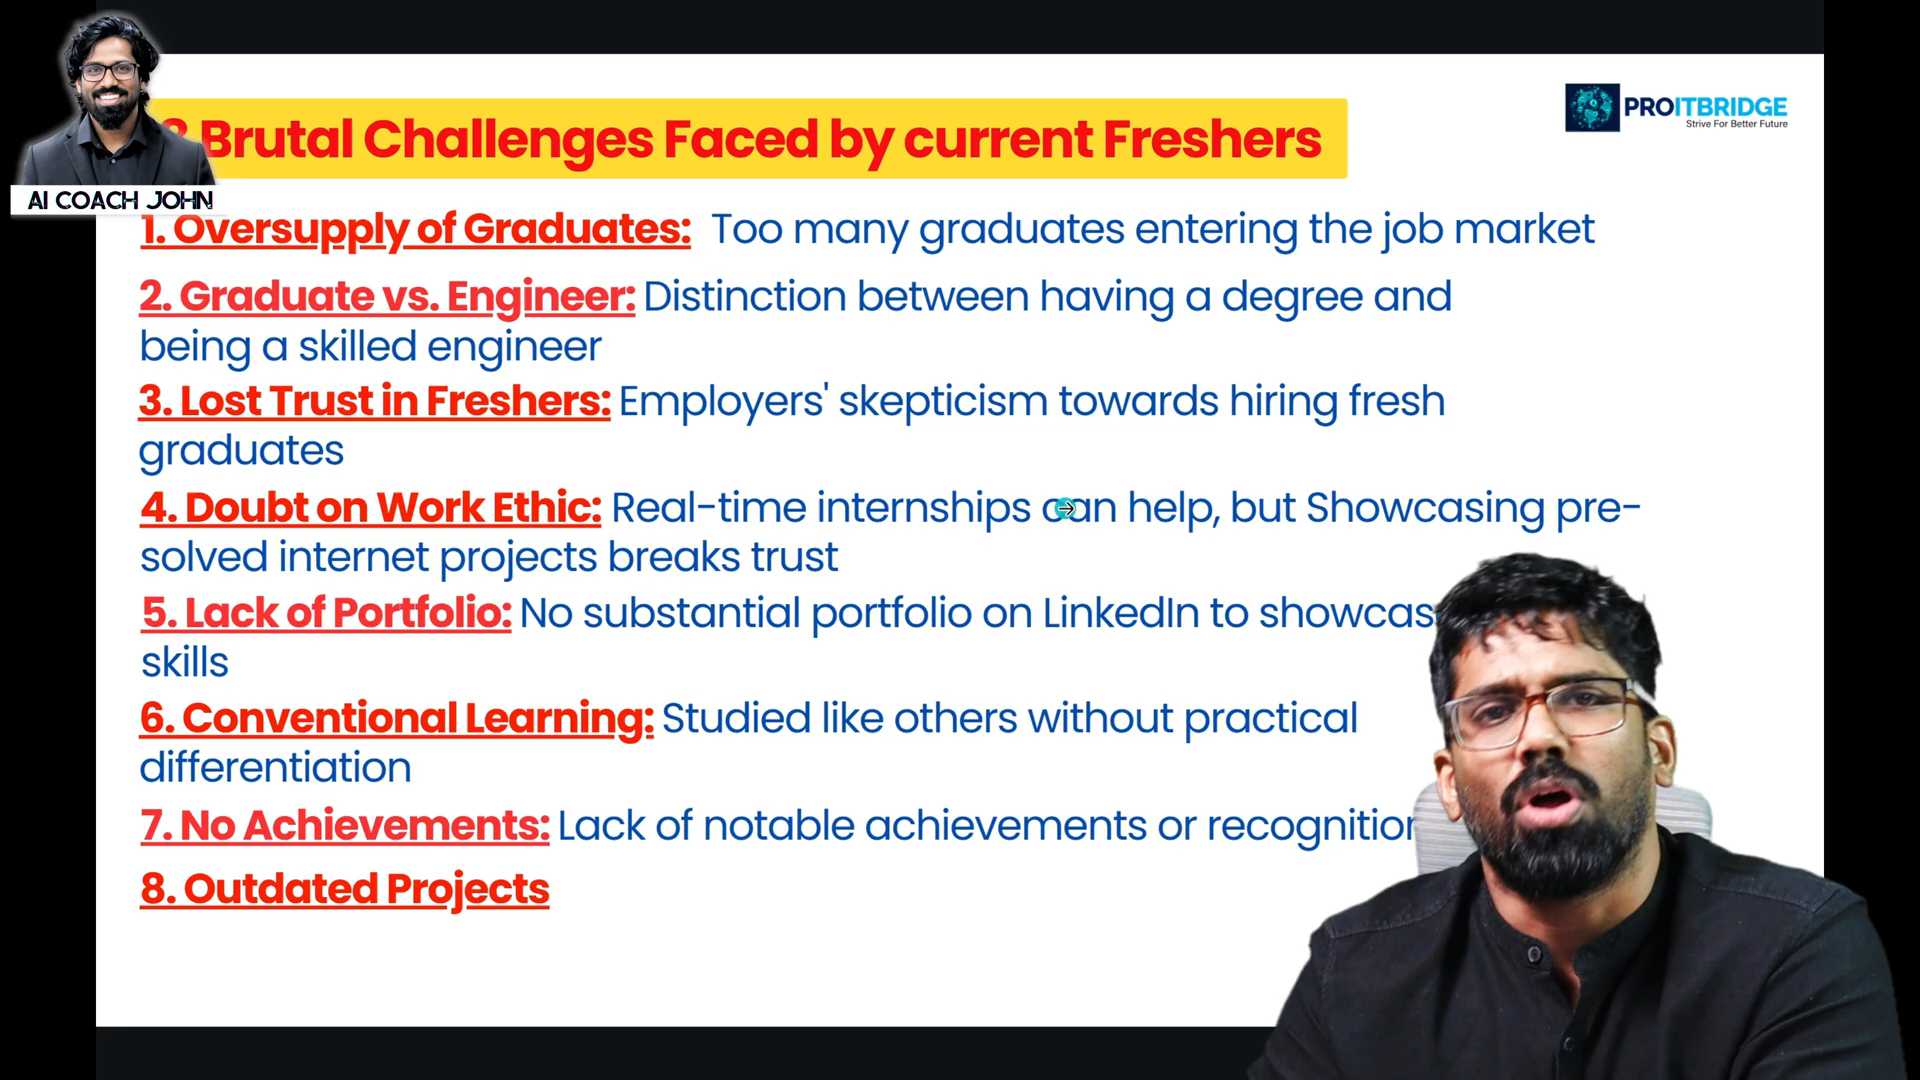 Brutal Challenges Faced by current Freshers
PROITBRIDGE
Strive For Better Future
AI COACH JOHN
1. Oversupply of Graduates: Too many graduates entering the job market
2. Graduate vs. Engineer: Distinction between having a degree and
being a skilled engineer
3. Lost Trust in Freshers: Employers' skepticism towards hiring fresh
graduates
4. Doubt on Work Ethic: Real-time internships can help, but Showcasing pre-
solved internet projects breaks trust
5. Lack of Portfolio: No substantial portfolio on LinkedIn to showcas
skills
6. Conventional Learning: Studied like others without practical
differentiation
7. No Achievements: Lack of notable achievements or recognition
8. Outdated Projects